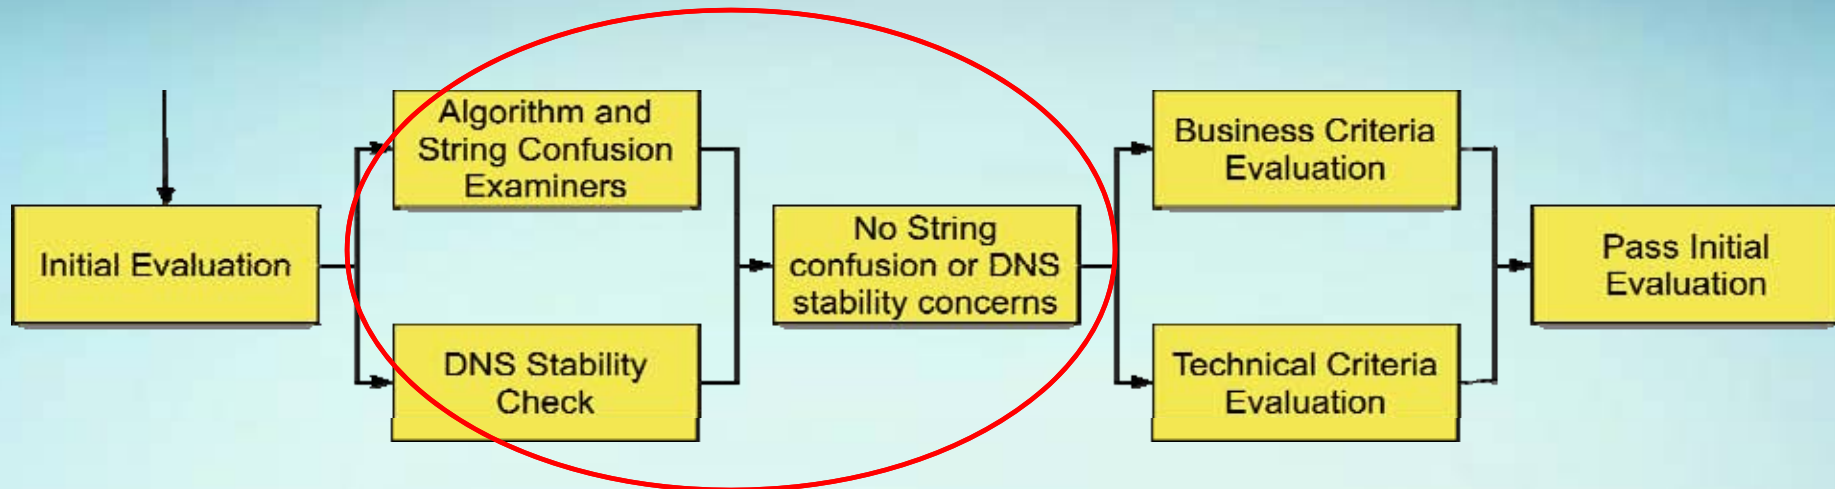 Initial Evaluation
Algorithm and
String Confusion
Examiners
DNS Stability
Check
No String
confusion or DNS
stability concerns
Business Criteria
Evaluation
Technical Criteria
Evaluation
Pass Initial
Evaluation